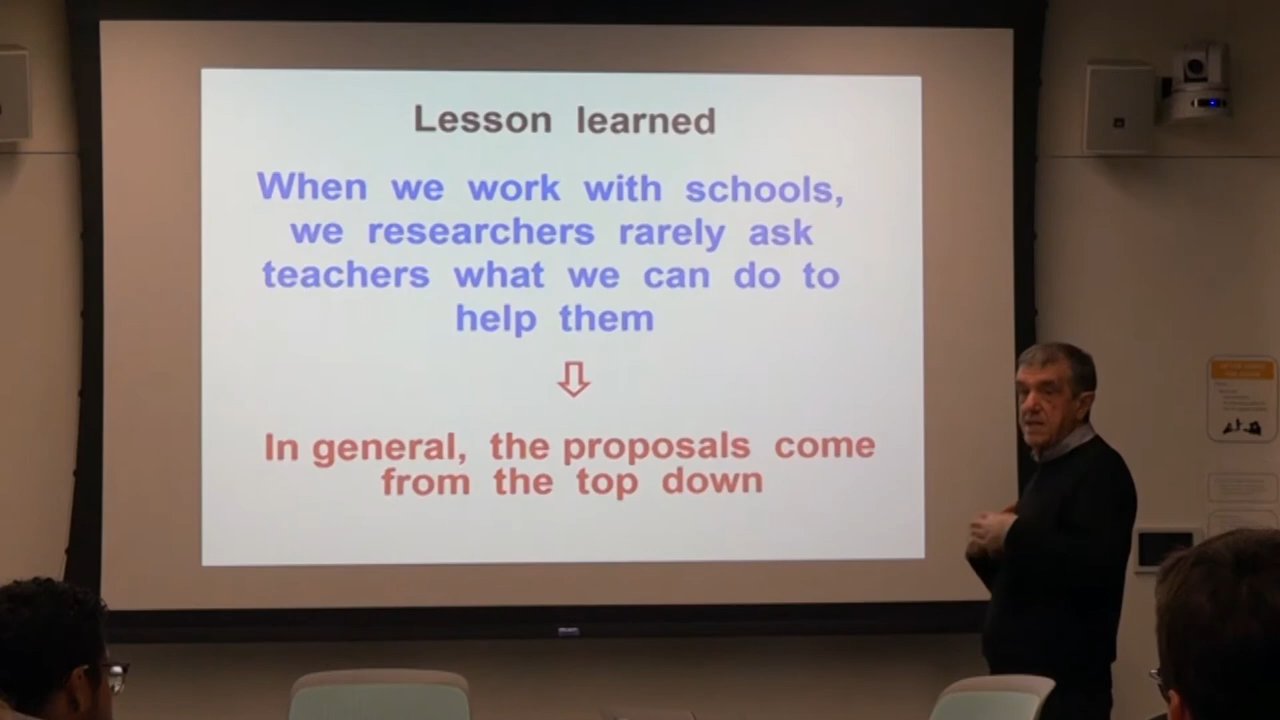 Lesson learned
When we work with schools,
we researchers rarely ask
teachers what we can do to
help them
In general, the proposals come
from the top down